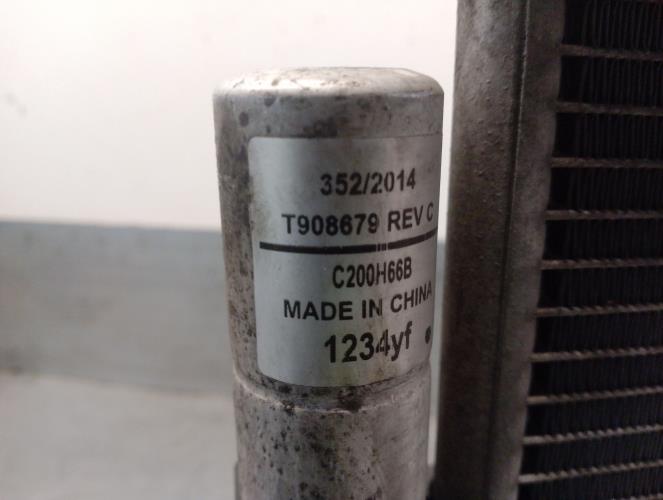 352/2014
T908679 REV C
C200H66B
MADE IN CHINA
1234yf